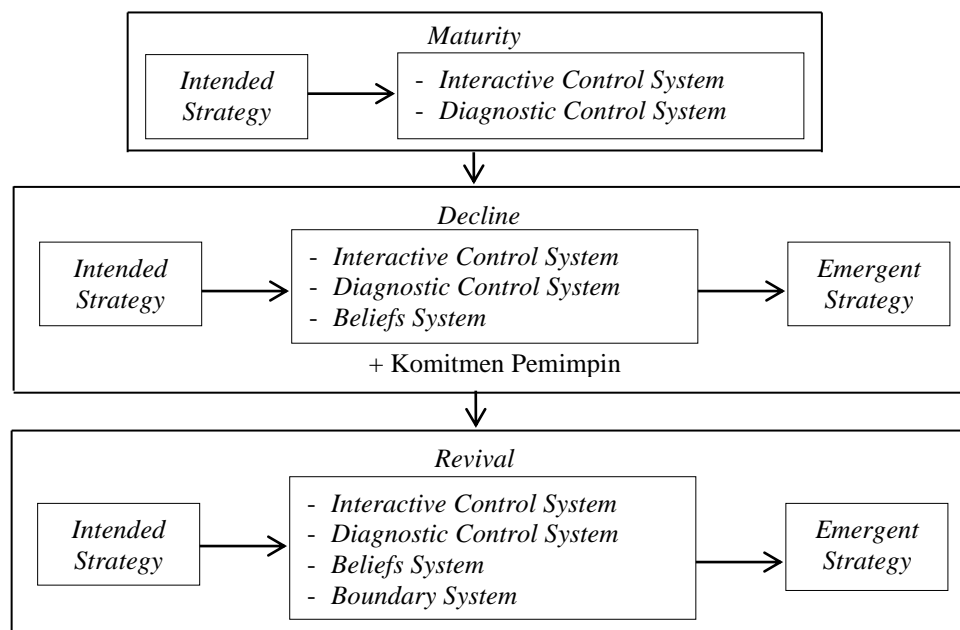 Maturity
Intended
Strategy
- Interactive Control System
- Diagnostic Control System
Decline
Intended
Strategy
- Interactive Control System
- Diagnostic Control System
- Beliefs System
Emergent
Strategy
+ Komitmen Pemimpin
Revival
Intended
Strategy
- Interactive Control System
- Diagnostic Control System
- Beliefs System
- Boundary System
Emergent
Strategy